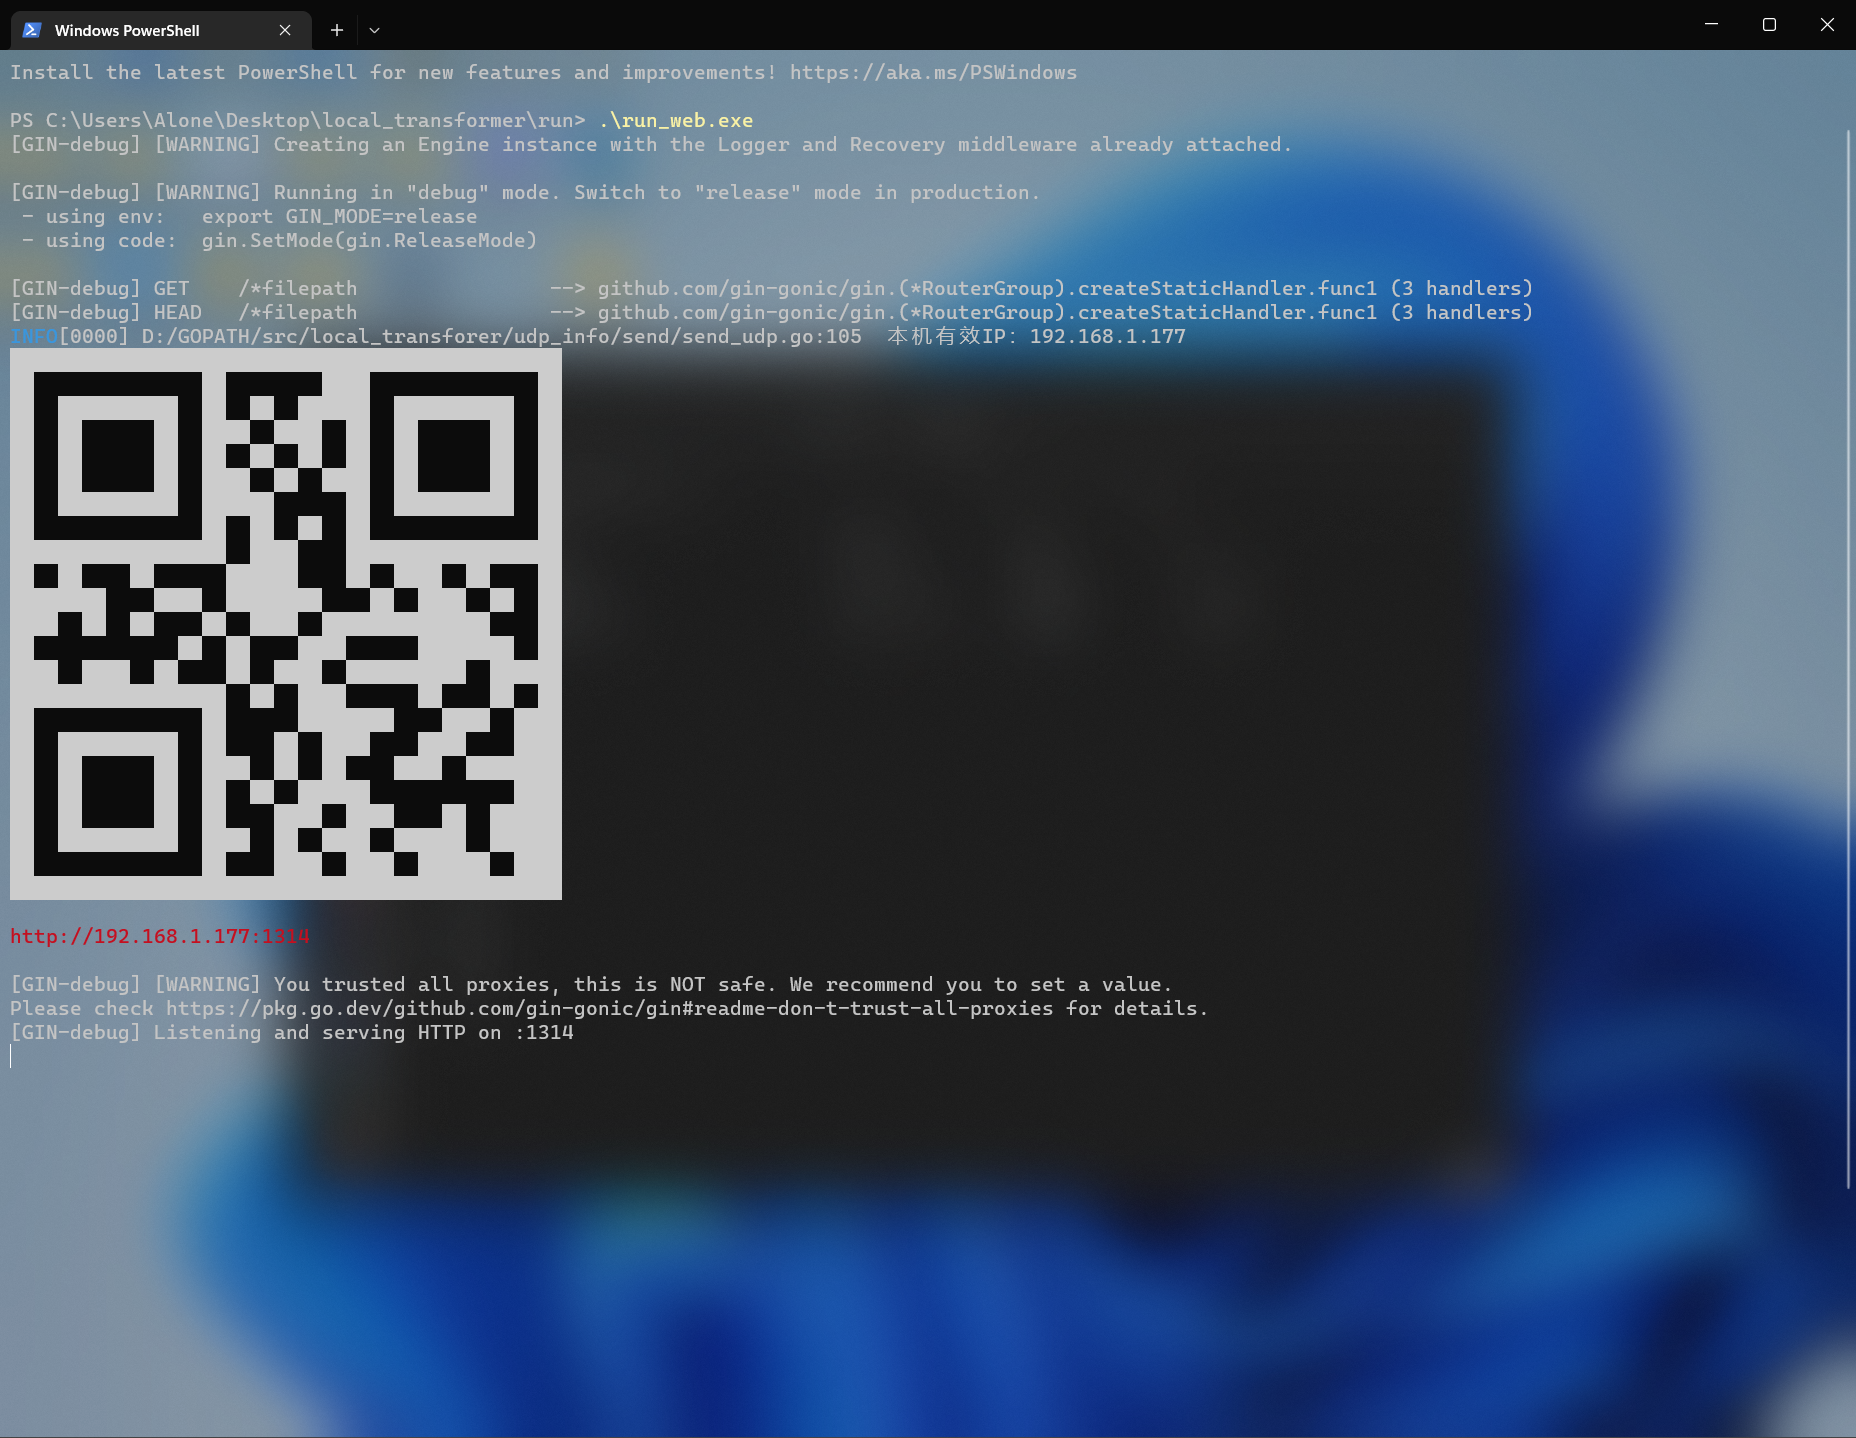 Windows PowerShell
Install the latest PowerShell for new features and improvements! https://aka.ms/PSWindows
PS C:\Users\Alone\Desktop\local_transformer\run> .\run_web.exe
[GIN-debug] [WARNING] Creating an Engine instance with the Logger and Recovery middleware already attached.
[GIN-debug] [WARNING] Running in "debug" mode. Switch to "release" mode in production.
- using env:   export GIN_MODE=release
- using code:  gin.SetMode(gin.ReleaseMode)
[GIN-debug] GET    /*filepath                --> github.com/gin-gonic/gin.(*RouterGroup).createStaticHandler.func1 (3 handlers)
[GIN-debug] HEAD   /*filepath                --> github.com/gin-gonic/gin.(*RouterGroup).createStaticHandler.func1 (3 handlers)
INFO[0000] D:/GOPATH/src/local_transforer/udp_info/send/send_udp.go:105  本机有效IP: 192.168.1.177
http://192.168.1.177:1314
[GIN-debug] [WARNING] You trusted all proxies, this is NOT safe. We recommend you to set a value.
Please check https://pkg.go.dev/github.com/gin-gonic/gin#readme-don-t-trust-all-proxies for details.
[GIN-debug] Listening and serving HTTP on :1314